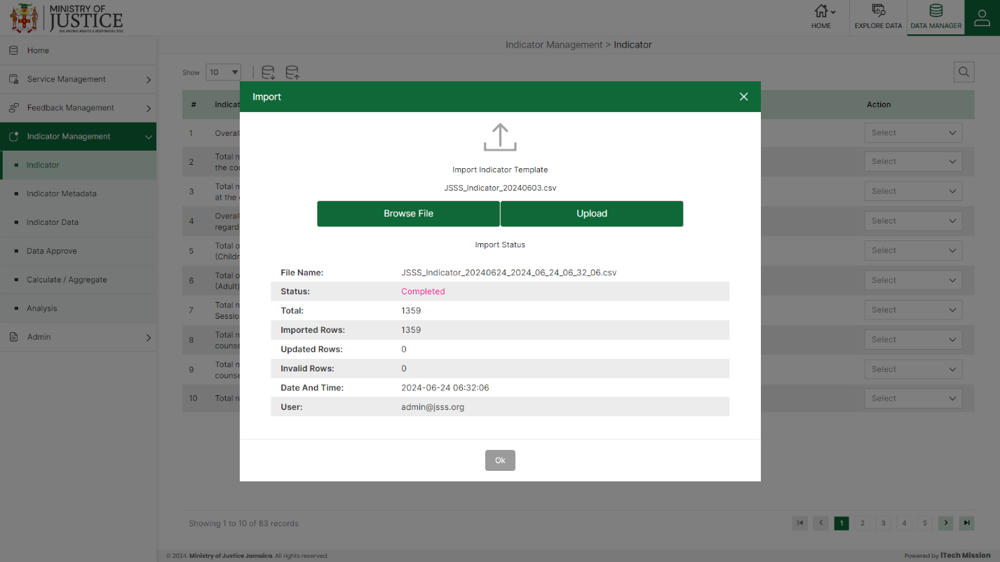 MINISTRY OF
JUSTICE
BALANCING RIGHTS & RESPONSIBILITIES
HOME
EXPLORE DATA
DATA MANAGER
Home
Service Management
Feedback Management
Indicator Management
Indicator
Indicator Metadata
Indicator Data
Data Approve
Calculate / Aggregate
Analysis
Admin
Indicator Management > Indicator
Show 10
# Indicat Action
1 Overal Select
2 Total n
the con Select
3 Total n
at the Select
4 Overal
regard Select
5 Total o
(Childr Select
6 Total o
(Adult) Select
7 Total n
Sessio Select
8 Total n
counse Select
9 Total n
counse Select
10 Total n Select
Import
Import Indicator Template
JSSS_Indicator_20240603.csv
Browse File Upload
Import Status
File Name: JSSS_Indicator_20240624_2024_06_24_06_32_06.csv
Status: Completed
Total: 1359
Imported Rows: 1359
Updated Rows: 0
Invalid Rows: 0
Date And Time: 2024-06-24 06:32:06
User: admin@jsss.org
Ok
Showing 1 to 10 of 83 records
1 2 3 4 5
© 2024. Ministry of Justice Jamaica. All rights reserved.
Powered by iTech Mission